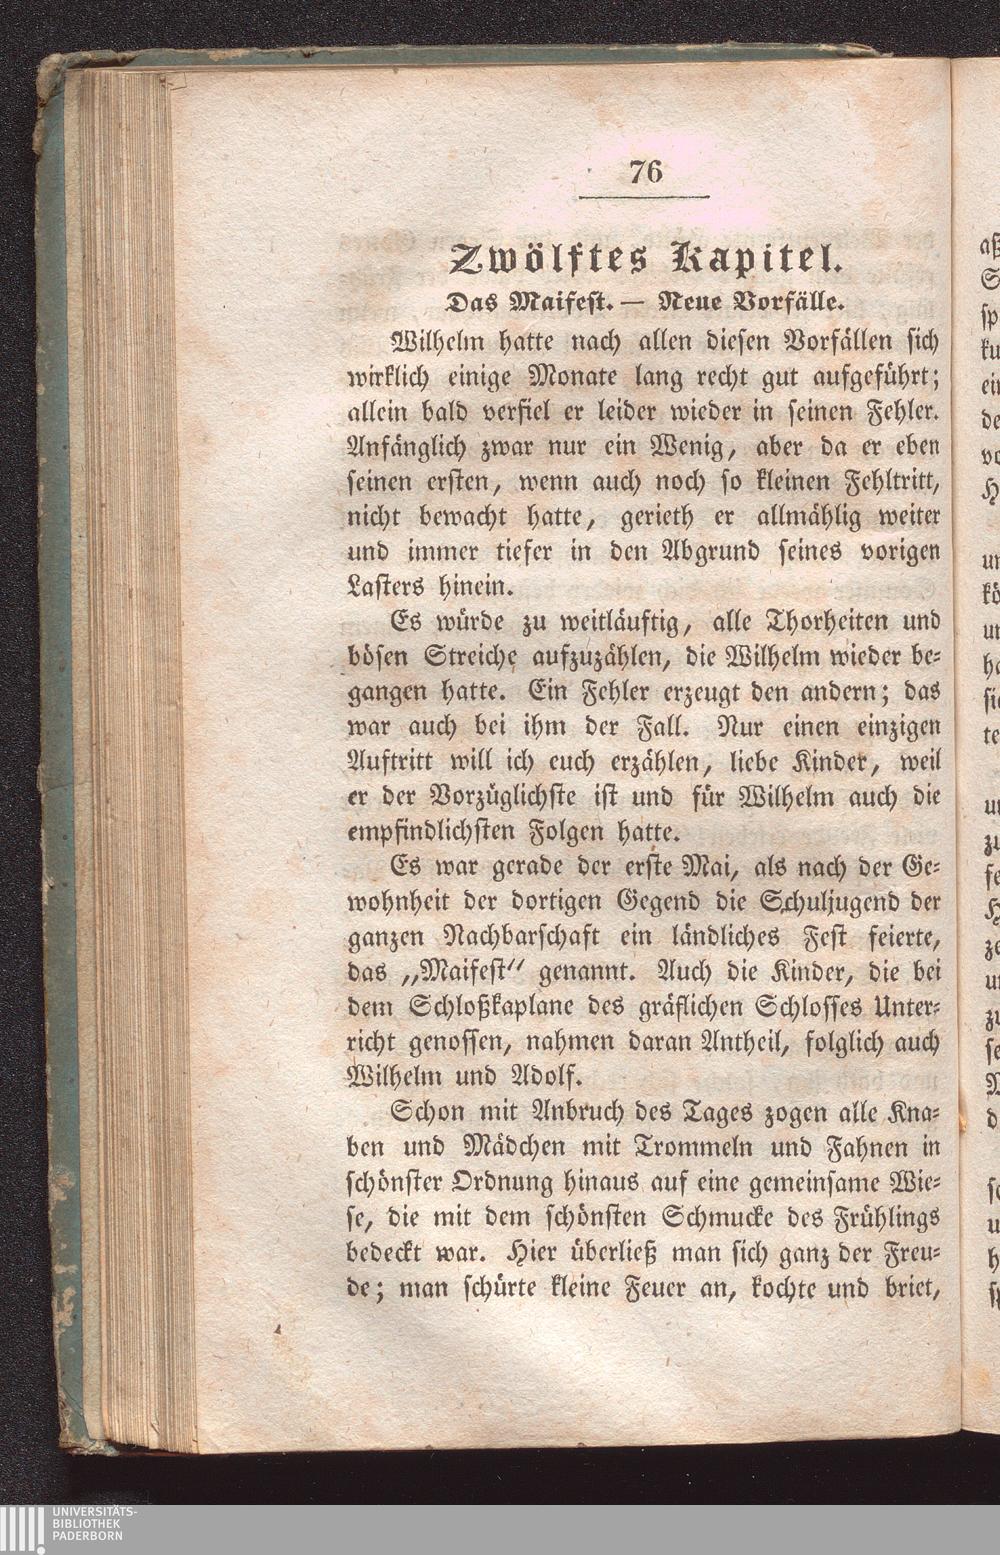 76
Zwölftes Kapitel.
Das Maifest. — Neue Vorfälle.
Wilhelm hatte nach allen diesen Vorfällen sich
wirklich einige Monate lang recht gut aufgeführt;
allein bald verfiel er leider wieder in seinen Fehler.
Anfänglich zwar nur ein Wenig, aber da er eben
seinen ersten, wenn auch noch so kleinen Fehltritt,
nicht bewacht hatte, gerieth er allmählig weiter
und immer tiefer in den Abgrund seines vorigen
Lasters hinein.
Es würde zu weitläuftig, alle Thorheiten und
bösen Streiche aufzuzählen, die Wilhelm wieder be-
gangen hatte. Ein Fehler erzeugt den andern; das
war auch bei ihm der Fall. Nur einen einzigen
Auftritt will ich euch erzählen, liebe Kinder, weil
er der Vorzüglichste ist und für Wilhelm auch die
empfindlichsten Folgen hatte.
Es war gerade der erste Mai, als nach der Ge-
wohnheit der dortigen Gegend die Schuljugend der
ganzen Nachbarschaft ein ländliches Fest feierte,
das „Maifest“ genannt. Auch die Kinder, die bei
dem Schloßkaplane des gräflichen Schlosses Unter-
richt genossen, nahmen daran Antheil, folglich auch
Wilhelm und Adolf.
Schon mit Anbruch des Tages zogen alle Kna-
ben und Mädchen mit Trommeln und Fahnen in
schönster Ordnung hinaus auf eine gemeinsame Wie-
se, die mit dem schönsten Schmucke des Frühlings
bedeckt war. Hier überließ man sich ganz der Freu-
de; man schürte kleine Feuer an, kochte und briet,
UNIVERSITÄTS-
BIBLIOTHEK
PADERBORN